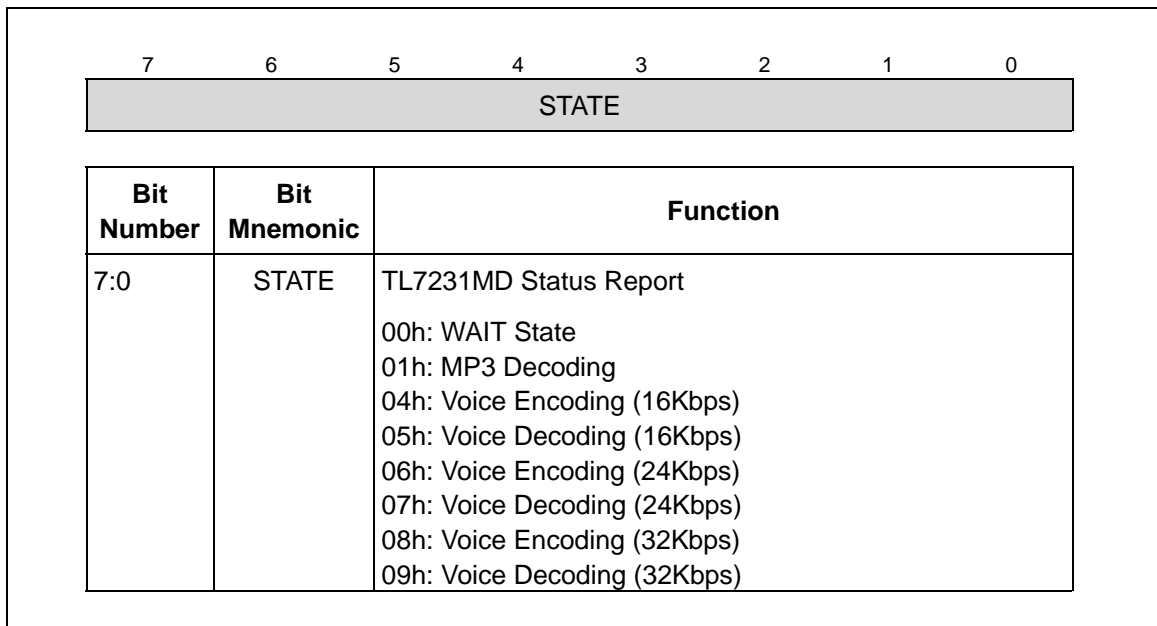 7 6 5 4 3 2 1 0
STATE
Bit Number Bit Mnemonic Function
7:0 STATE TL7231MD Status Report
00h: WAIT State
01h: MP3 Decoding
04h: Voice Encoding (16Kbps)
05h: Voice Decoding (16Kbps)
06h: Voice Encoding (24Kbps)
07h: Voice Decoding (24Kbps)
08h: Voice Encoding (32Kbps)
09h: Voice Decoding (32Kbps)